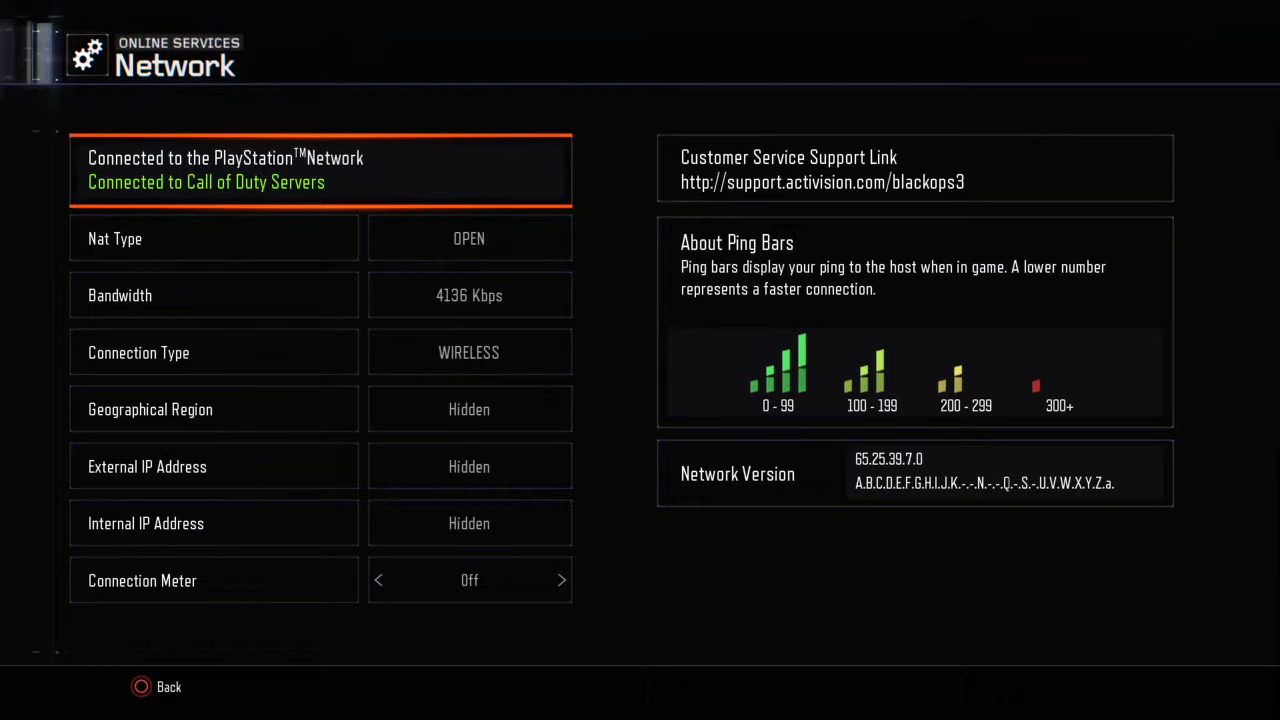 ONLINE SERVICES
Network
Connected to the PlayStation™Network
Connected to Call of Duty Servers
Nat Type
OPEN
Bandwidth
4136 Kbps
Connection Type
WIRELESS
Geographical Region
Hidden
External IP Address
Hidden
Internal IP Address
Hidden
Connection Meter
< Off >
Customer Service Support Link
http://support.activision.com/blackops3
About Ping Bars
Ping bars display your ping to the host when in game. A lower number
represents a faster connection.
0 - 99
100 - 199
200 - 299
300+
Network Version
65.25.39.7.0
A.B.C.D.E.F.G.H.I.J.K.-.-.N.-.-.Q.-.S.-.U.V.W.X.Y.Z.a.
Back